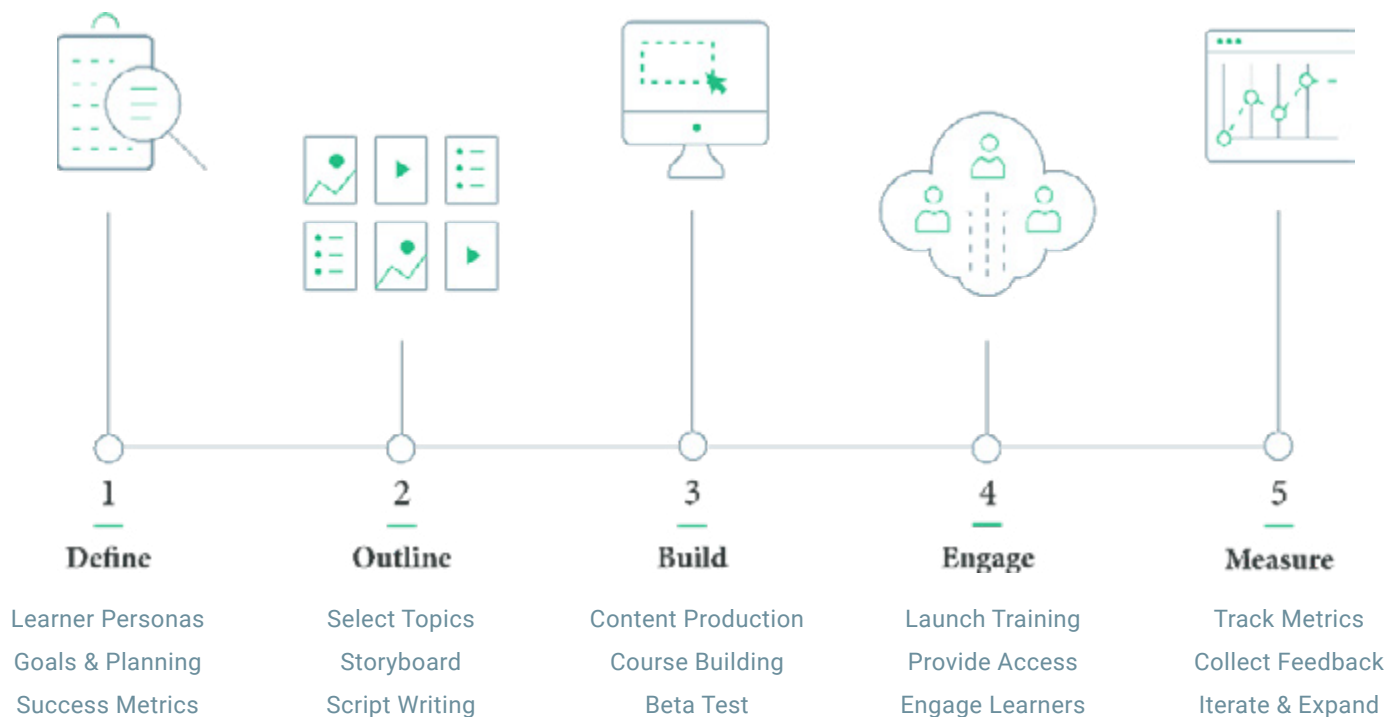 1
Define
Learner Personas
Goals & Planning
Success Metrics
2
Outline
Select Topics
Storyboard
Script Writing
3
Build
Content Production
Course Building
Beta Test
4
Engage
Launch Training
Provide Access
Engage Learners
5
Measure
Track Metrics
Collect Feedback
Iterate & Expand